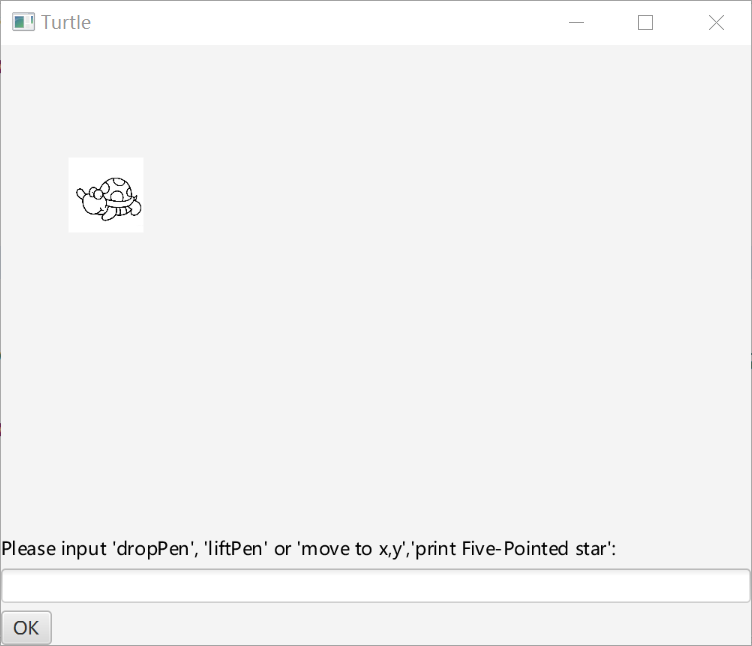 Turtle
Please input 'dropPen', 'liftPen' or 'move to x,y','print Five-Pointed star':
OK